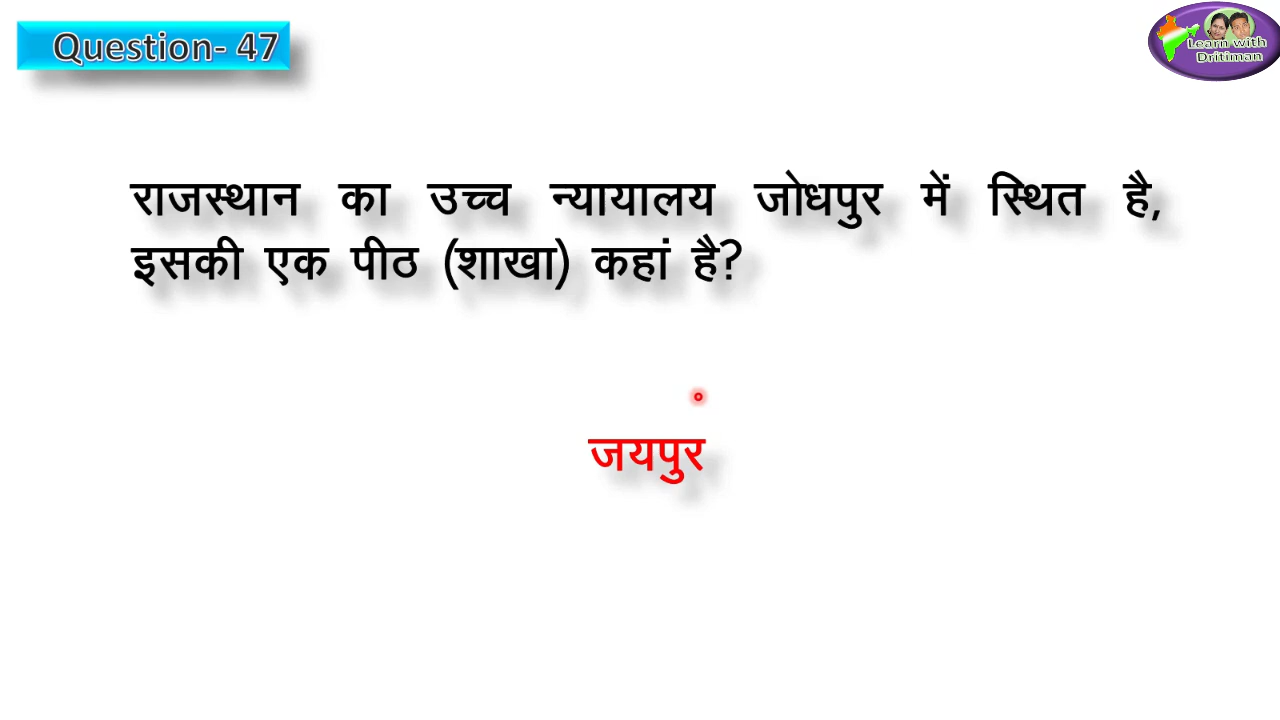 Question- 47
Learn with
Dritiman
राजस्थान का उच्च न्यायालय जोधपुर में स्थित है,
इसकी एक पीठ (शाखा) कहां है?
जयपुर